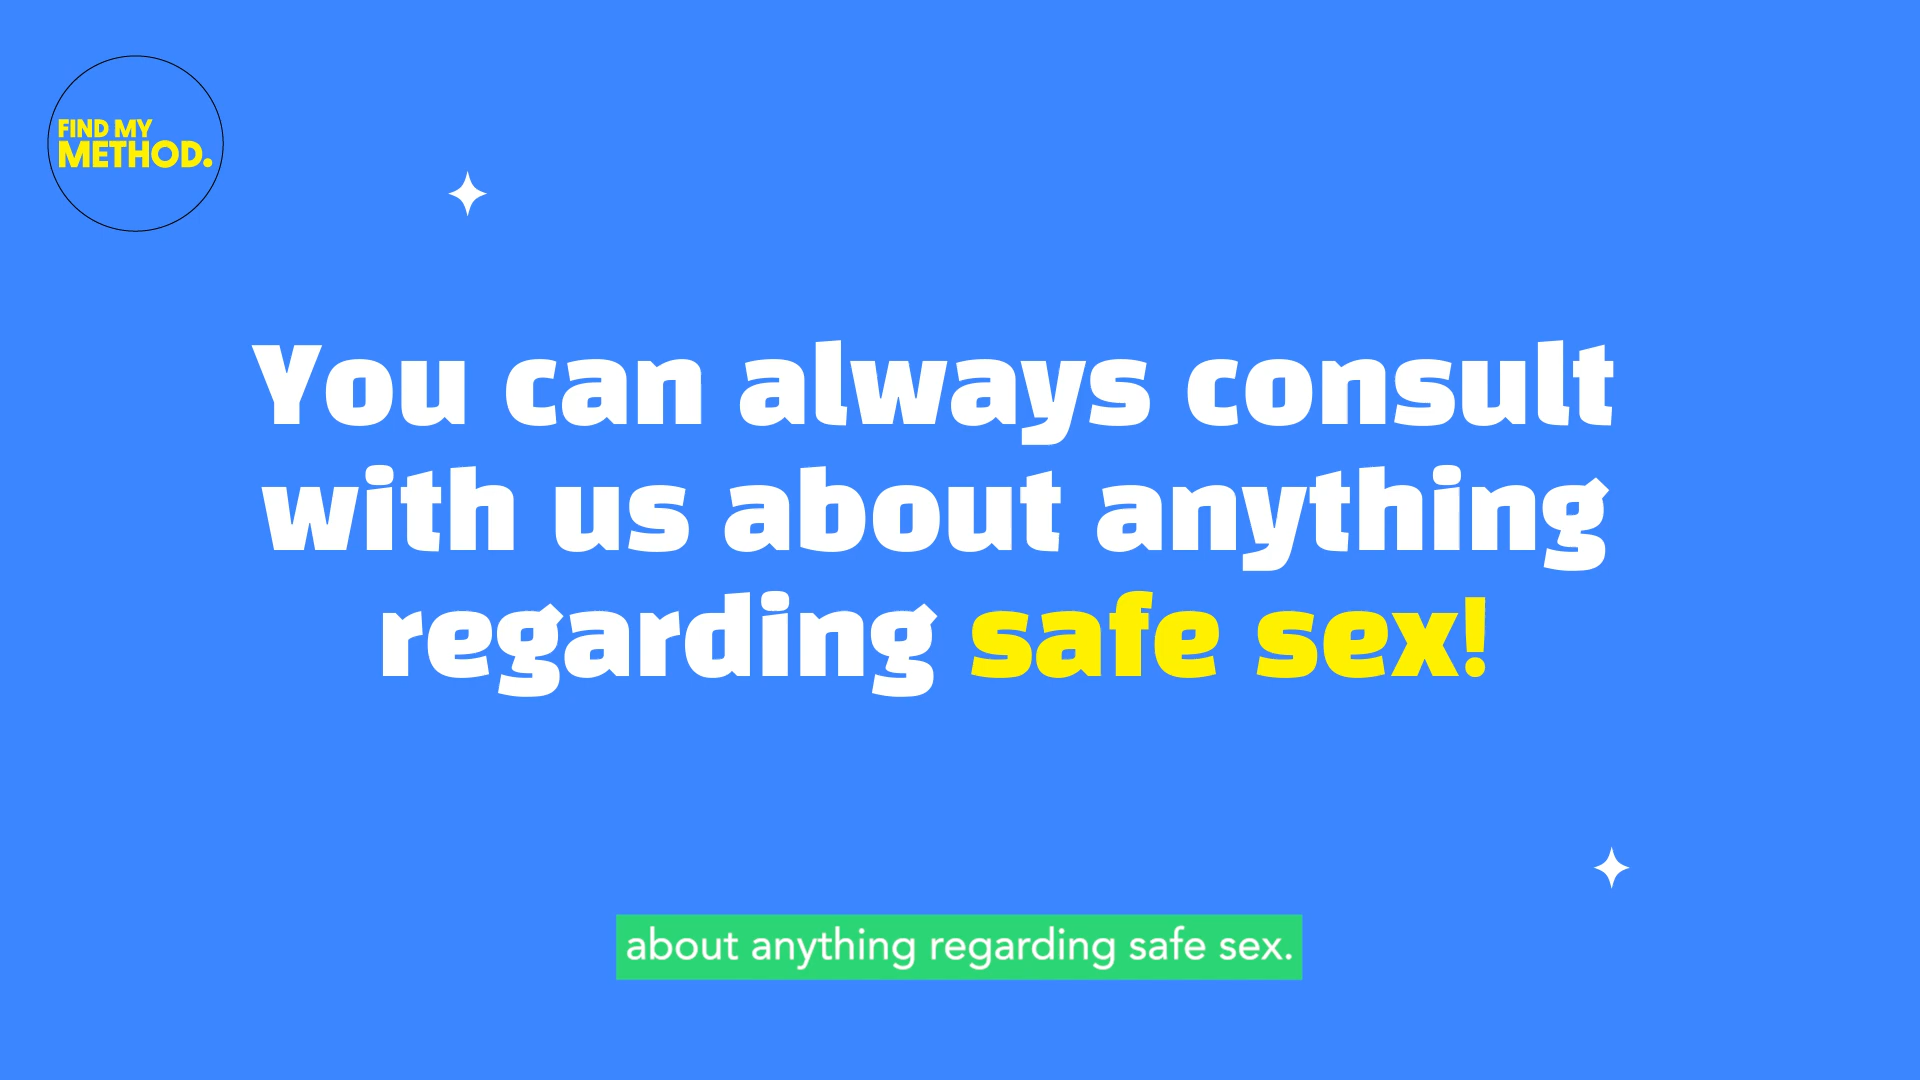 FIND MY
METHOD.
You can always consult
with us about anything
regarding safe sex!
about anything regarding safe sex.